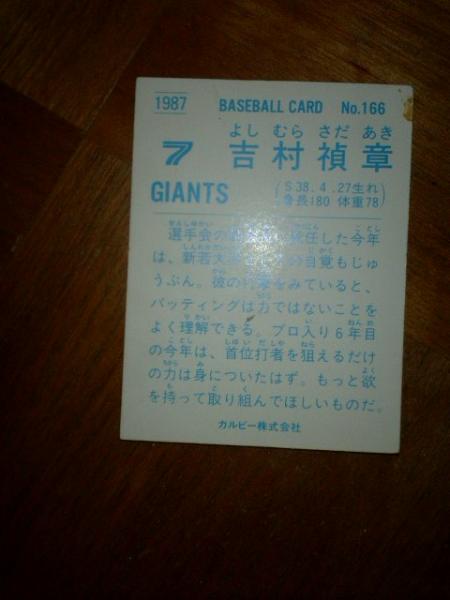 1987 BASEBALL CARD No.166
よし むら さだ あき
7 吉村禎章
GIANTS
(S38.4.27生れ
身長180 体重78)
選手会の 就任した今年
は、新若大 の自覚もじゅ
うぶん。彼の打撃をみていると、
バッティングは力ではないことを
よく理解できる。プロ入り6年目
の今年は、首位打者を狙えるだけ
の力は身についたはず。もっと欲
を持って取り組んでほしいものだ。
カルビー株式会社